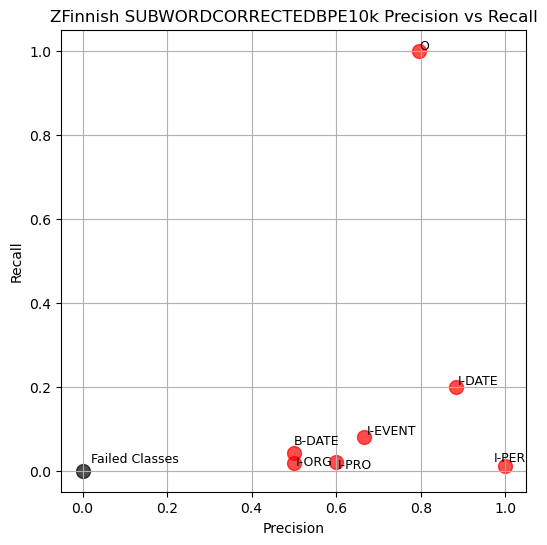 ZFinnish SUBWORDCORRECTEDBPE10k Precision vs Recall
O
1.0
0.8
0.6
0.4
0.2
0.0
Recall
I-DATE
I-EVENT
B-DATE
I-ORG
I-PRO
I-PER
Failed Classes
0.0 0.2 0.4 0.6 0.8 1.0
Precision